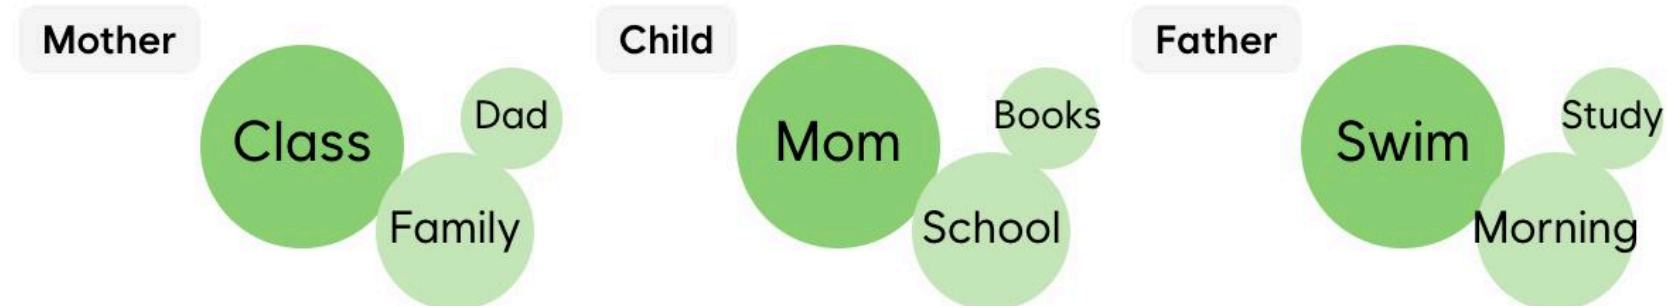 Mother
Class
Dad
Family
Child
Mom
Books
School
Father
Swim
Study
Morning